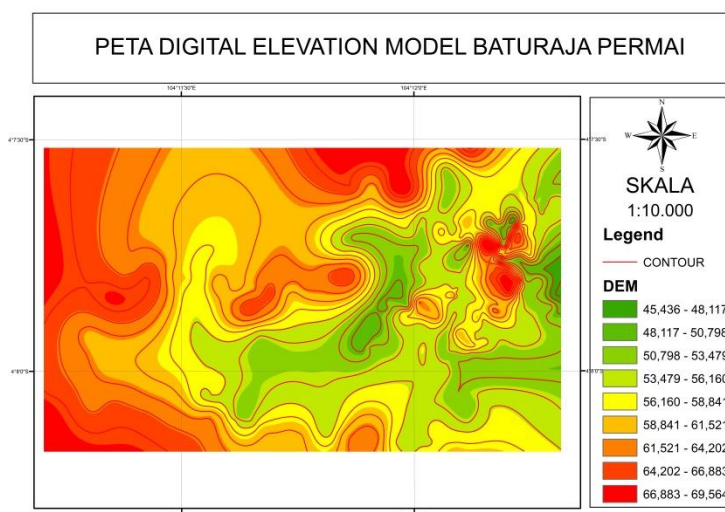 PETA DIGITAL ELEVATION MODEL BATURAJA PERMAI
104°11'30"E 104°12'0"E
4°7'30"S 4°7'30"S
4°8'0"S 4°8'0"S
N
W E
S
SKALA
1:10.000
Legend
CONTOUR
DEM
45,436 - 48,117
48,117 - 50,798
50,798 - 53,479
53,479 - 56,160
56,160 - 58,841
58,841 - 61,521
61,521 - 64,202
64,202 - 66,883
66,883 - 69,564